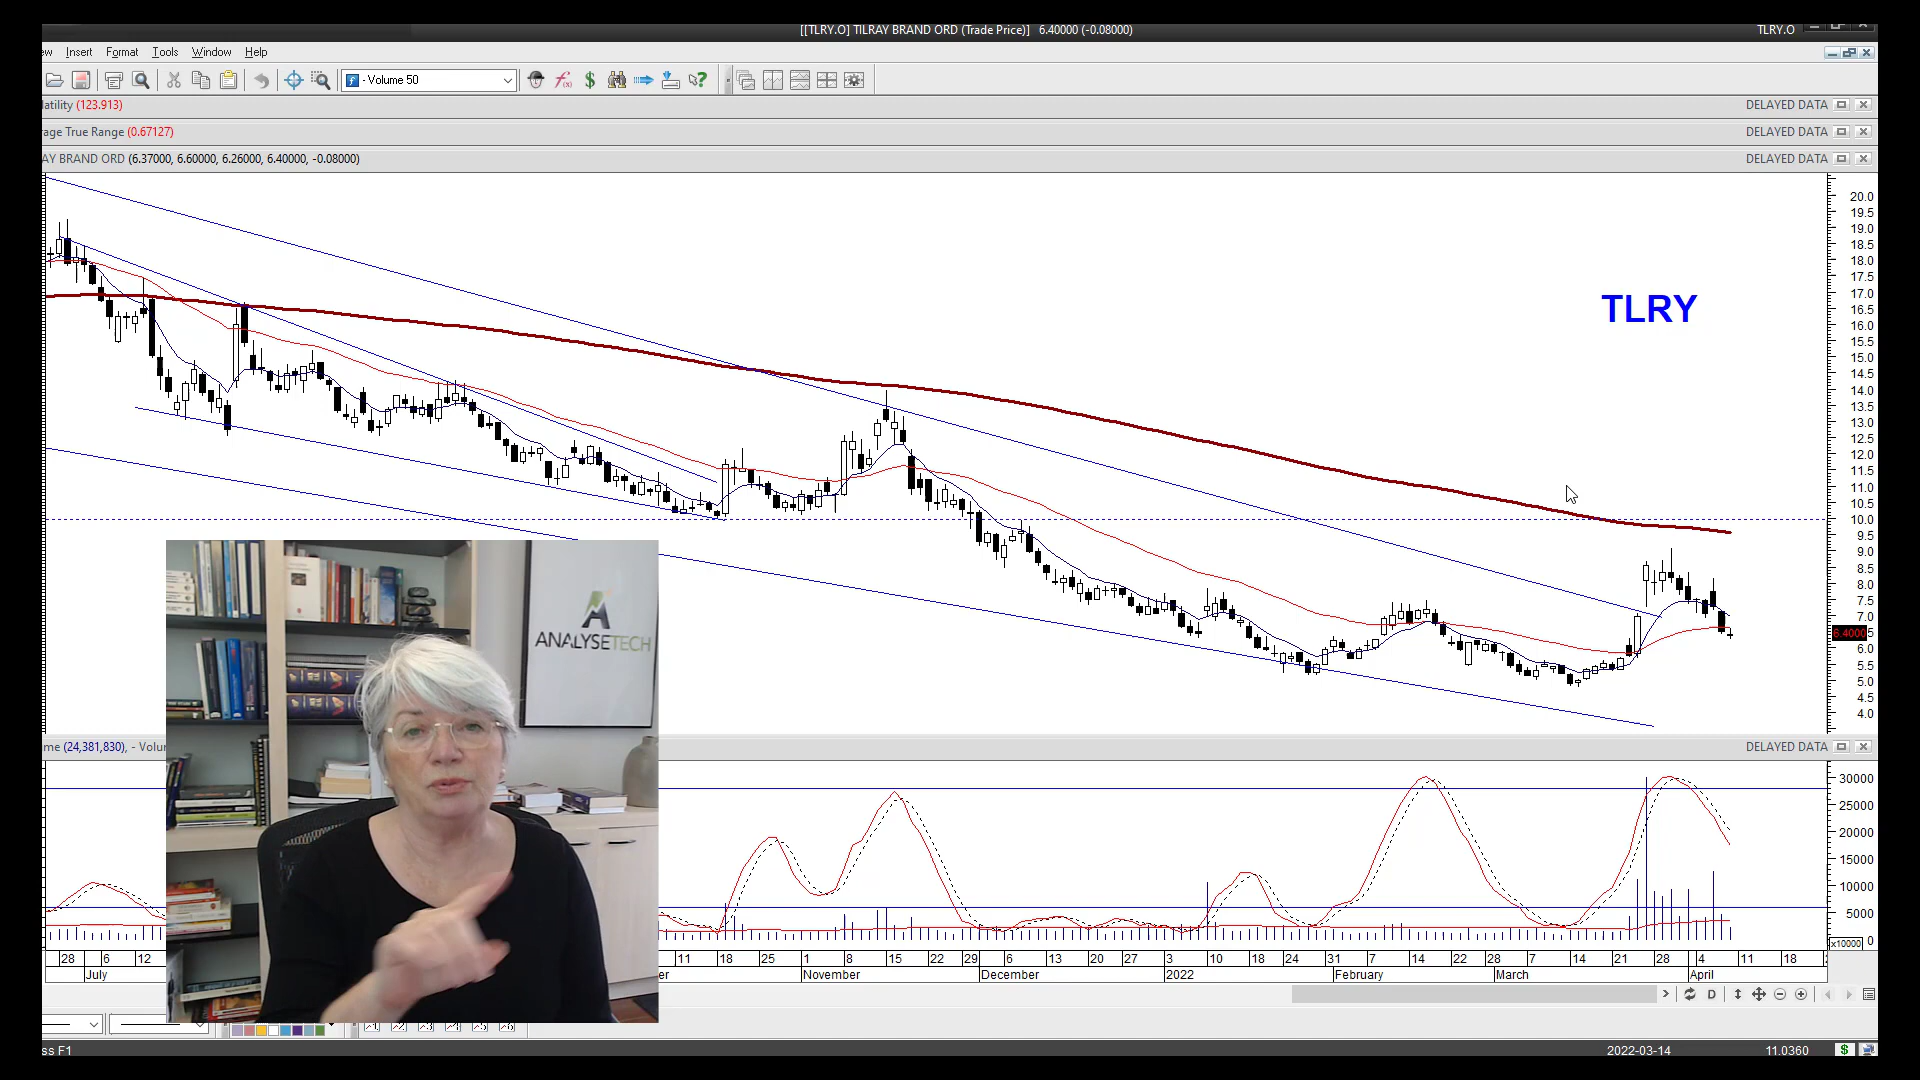 [[TLRY.O] TILRAY BRAND ORD (Trade Price)] 6.40000 (-0.08000)
TLRY.O
ew Insert Format Tools Window Help
- Volume 50
latility (123.913)
DELAYED DATA
rage True Range (0.67127)
DELAYED DATA
AY BRAND ORD (6.37000, 6.60000, 6.26000, 6.40000, -0.08000)
DELAYED DATA
TLRY
20.0
19.5
19.0
18.5
18.0
17.5
17.0
16.5
16.0
15.5
15.0
14.5
14.0
13.5
13.0
12.5
12.0
11.5
11.0
10.5
10.0
9.5
9.0
8.5
8.0
7.5
7.0
6.40005
6.0
5.5
5.0
4.5
4.0
ANALYSETECH
me (24,381,830), - Volu
DELAYED DATA
30000
25000
20000
15000
10000
5000
0
x10000
28 6 12 11 18 25 1 8 15 22 29 6 13 20 27 3 10 18 24 31 7 14 22 28 7 14 21 28 4 11 18
July er November December 2022 February March April
D
ss F1
2022-03-14
11.0360
$